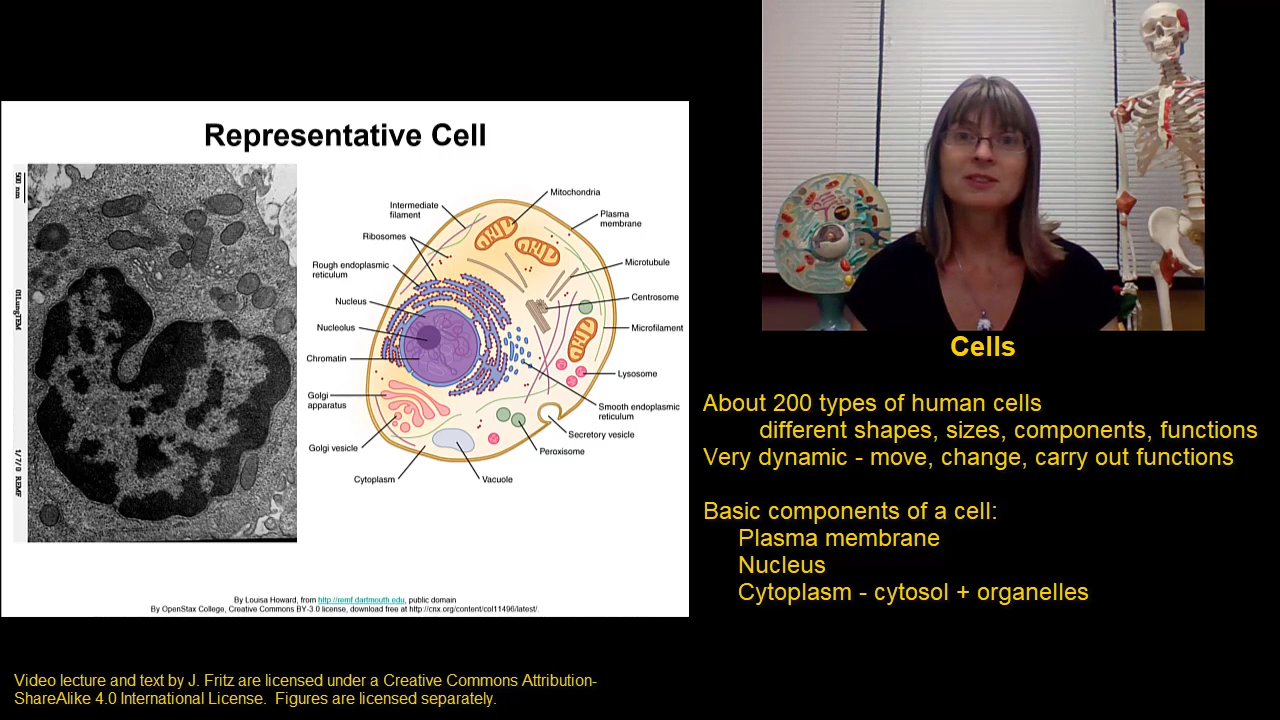 Representative Cell
500 nm
Mitochondria
Intermediate
filament
Plasma
membrane
Ribosomes
Rough endoplasmic
reticulum
Microtubule
Nucleus
Centrosome
Nucleolus
Microfilament
Chromatin
Lysosome
Golgi
apparatus
Smooth endoplasmic
reticulum
Secretory vesicle
Golgi vesicle
Peroxisome
Cytoplasm
Vacuole
By Louisa Howard, from http://remf.dartmouth.edu, public domain
By OpenStax College, Creative Commons BY-3.0 license, download free at http://cnx.org/content/col11496/latest/.
Cells
About 200 types of human cells
different shapes, sizes, components, functions
Very dynamic - move, change, carry out functions
Basic components of a cell:
Plasma membrane
Nucleus
Cytoplasm - cytosol + organelles
Video lecture and text by J. Fritz are licensed under a Creative Commons Attribution-
ShareAlike 4.0 International License.  Figures are licensed separately.